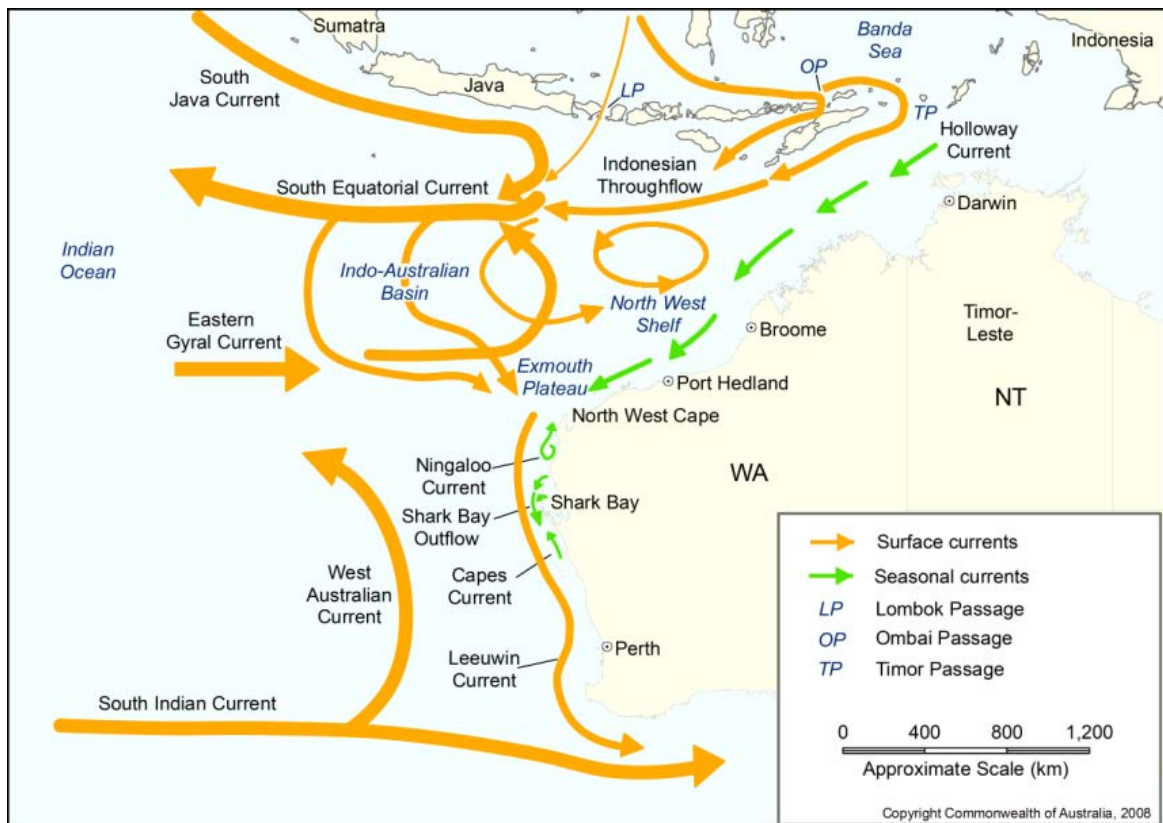 Sumatra
Banda
Sea
Indonesia
South
Java Current
Java
LP
OP
TP
Holloway
Current
Indonesian
Throughflow
South Equatorial Current
Darwin
Indian
Ocean
Indo-Australian
Basin
North West
Shelf
Timor-
Leste
Eastern
Gyral Current
Broome
Exmouth
Plateau
Port Hedland
NT
North West Cape
Ningaloo
Current
WA
Shark Bay
Shark Bay
Outflow
West
Australian
Current
Capes
Current
Perth
Leeuwin
Current
South Indian Current
Surface currents
Seasonal currents
LP Lombok Passage
OP Ombai Passage
TP Timor Passage
0 400 800 1,200
Approximate Scale (km)
Copyright Commonwealth of Australia, 2008